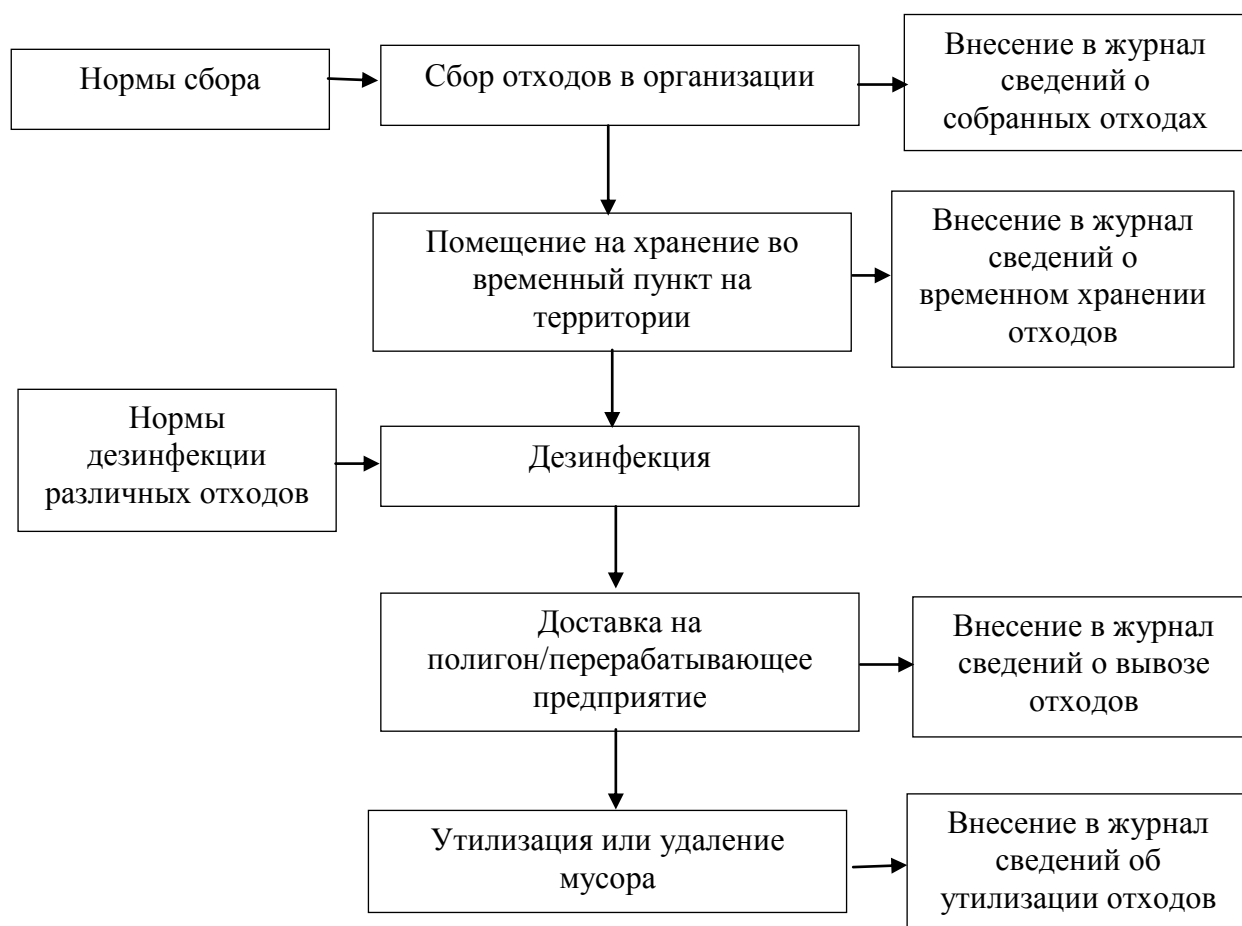 Нормы сбора
Сбор отходов в организации
Внесение в журнал
сведений о
собранных отходах
Помещение на хранение во
временный пункт на
территории
Внесение в журнал
сведений о
временном хранении
отходов
Нормы
дезинфекции
различных отходов
Дезинфекция
Доставка на
полигон/перерабатывающее
предприятие
Внесение в журнал
сведений о вывозе
отходов
Утилизация или удаление
мусора
Внесение в журнал
сведений об
утилизации отходов